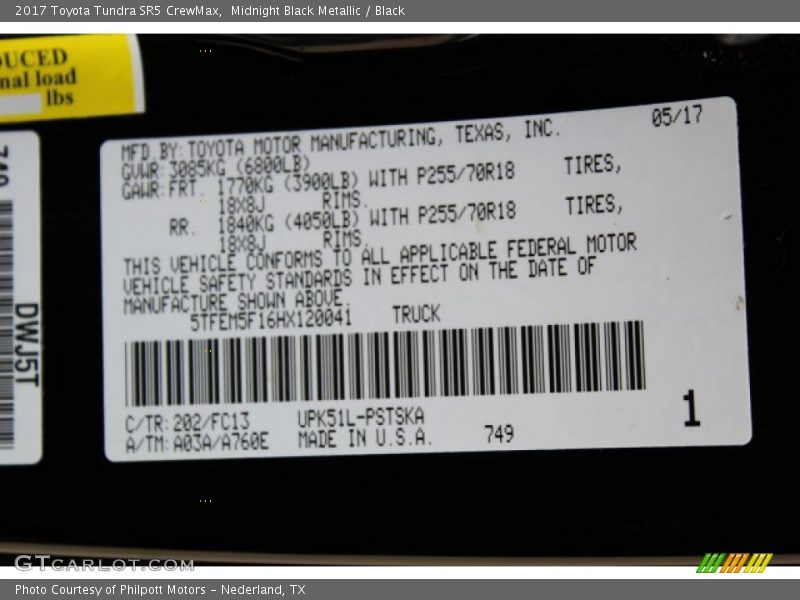 2017 Toyota Tundra SR5 CrewMax,  Midnight Black Metallic / Black
DUCED
nal load
lbs
749
DWJ5T
05/17
MFD BY: TOYOTA MOTOR MANUFACTURING, TEXAS, INC.
GVWR: 3085KG (6800LB)
GAWR: FRT. 1770KG (3900LB) WITH P255/70R18 TIRES,
18X8J RIMS.
RR. 1840KG (4050LB) WITH P255/70R18 TIRES,
18X8J RIMS.
THIS VEHICLE CONFORMS TO ALL APPLICABLE FEDERAL MOTOR
VEHICLE SAFETY STANDARDS IN EFFECT ON THE DATE OF
MANUFACTURE SHOWN ABOVE.
5TFEM5F16HX120041 TRUCK
C/TR: 202/FC13 UPK51L-PSTSKA
A/TM: A03A/A760E MADE IN U.S.A. 749
1
GTcarlot.com
Photo Courtesy of Philpott Motors - Nederland, TX